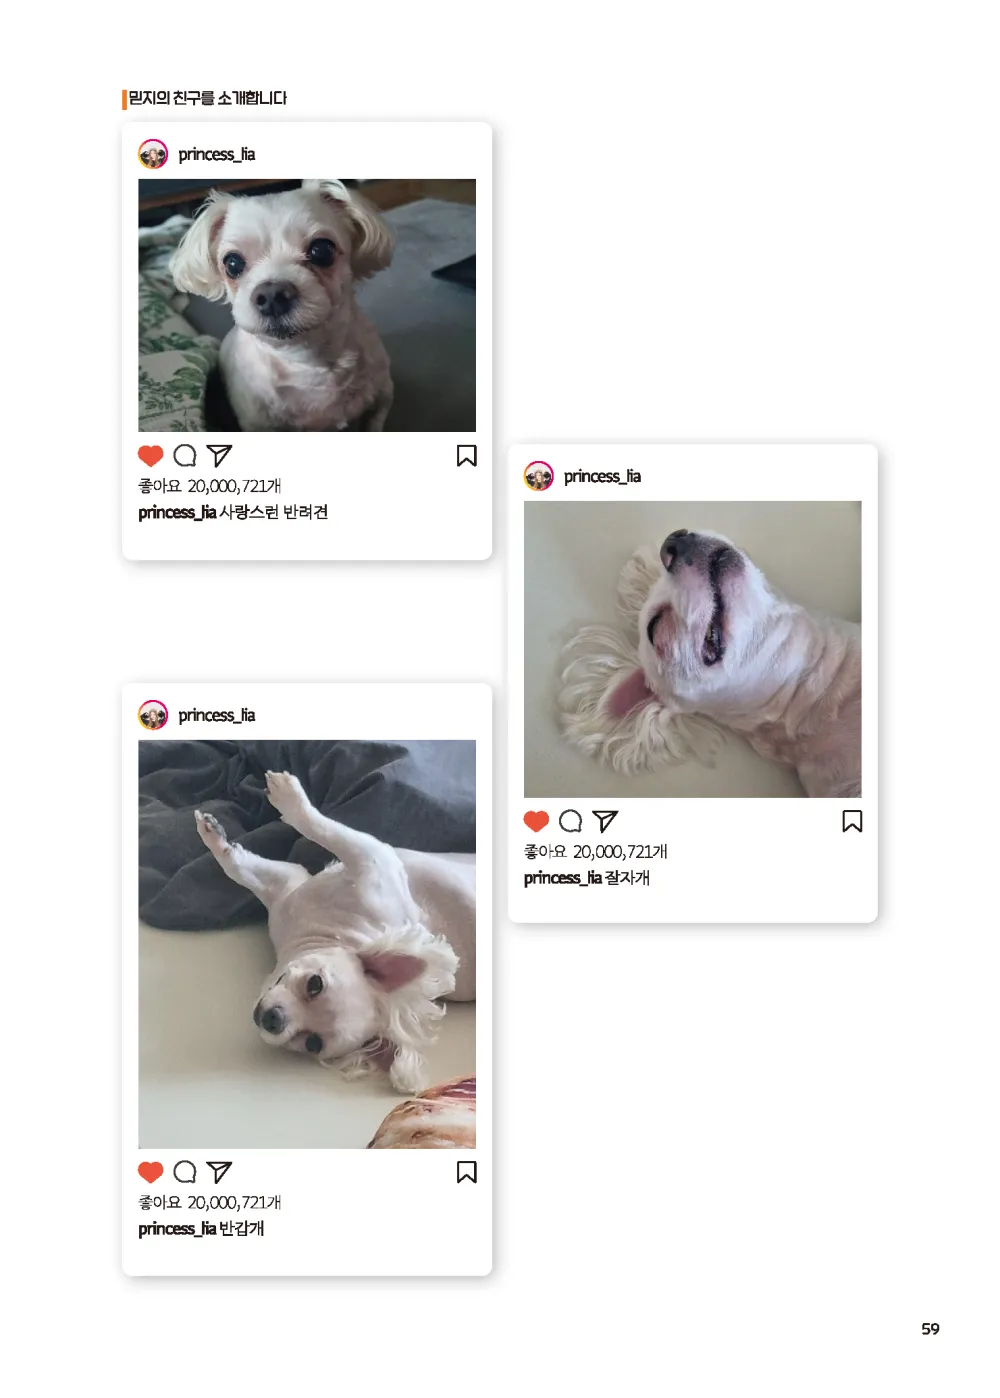 믿지의 친구를 소개합니다
princess_lia
좋아요 20,000,721개
princess_lia 사랑스런 반려견
princess_lia
좋아요 20,000,721개
princess_lia 잘자개
princess_lia
좋아요 20,000,721개
princess_lia 반갑개
59